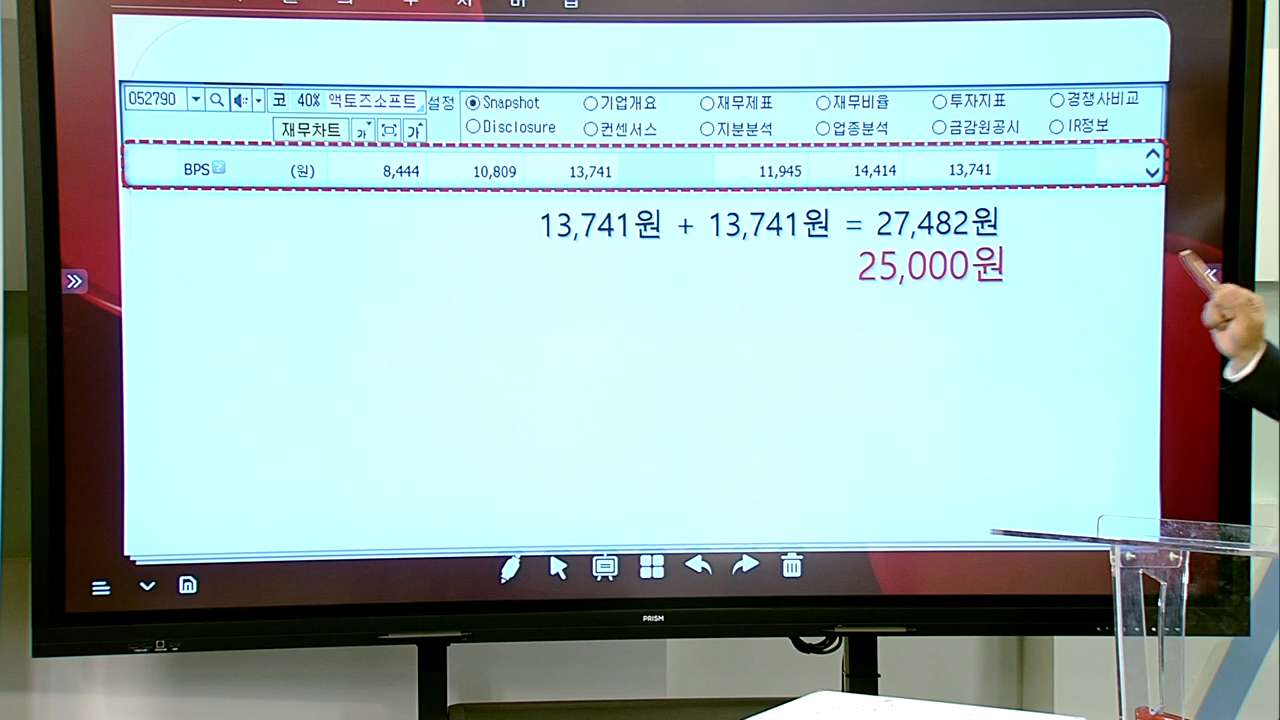 052790 코 40% 액토즈소프트 설정 Snapshot 기업개요 재무제표 재무비율 투자지표 경쟁사비교
재무차트 가 가 Disclosure 컨센서스 지분분석 업종분석 금감원공시 IR정보
BPS (원) 8,444 10,809 13,741 11,945 14,414 13,741
13,741원 + 13,741원 = 27,482원
25,000원
PRISM